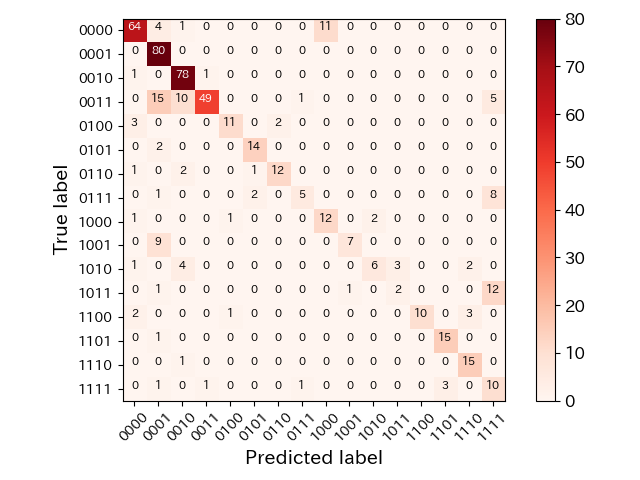 0000 64 4 1 0 0 0 0 0 11 0 0 0 0 0 0 0
0001 0 80 0 0 0 0 0 0 0 0 0 0 0 0 0 0
0010 1 0 78 1 0 0 0 0 0 0 0 0 0 0 0 0
0011 0 15 10 49 0 0 0 1 0 0 0 0 0 0 0 5
0100 3 0 0 0 11 0 2 0 0 0 0 0 0 0 0 0
0101 0 2 0 0 0 14 0 0 0 0 0 0 0 0 0 0
0110 1 0 2 0 0 1 12 0 0 0 0 0 0 0 0 0
0111 0 1 0 0 0 2 0 5 0 0 0 0 0 0 0 8
1000 1 0 0 0 1 0 0 0 12 0 2 0 0 0 0 0
1001 0 9 0 0 0 0 0 0 0 7 0 0 0 0 0 0
1010 1 0 4 0 0 0 0 0 0 0 6 3 0 0 2 0
1011 0 1 0 0 0 0 0 0 0 1 0 2 0 0 0 12
1100 2 0 0 0 1 0 0 0 0 0 0 0 10 0 3 0
1101 0 1 0 0 0 0 0 0 0 0 0 0 0 15 0 0
1110 0 0 1 0 0 0 0 0 0 0 0 0 0 0 15 0
1111 0 1 0 1 0 0 0 1 0 0 0 0 0 3 0 10
0000 0001 0010 0011 0100 0101 0110 0111 1000 1001 1010 1011 1100 1101 1110 1111
Predicted label
True label
80
70
60
50
40
30
20
10
0